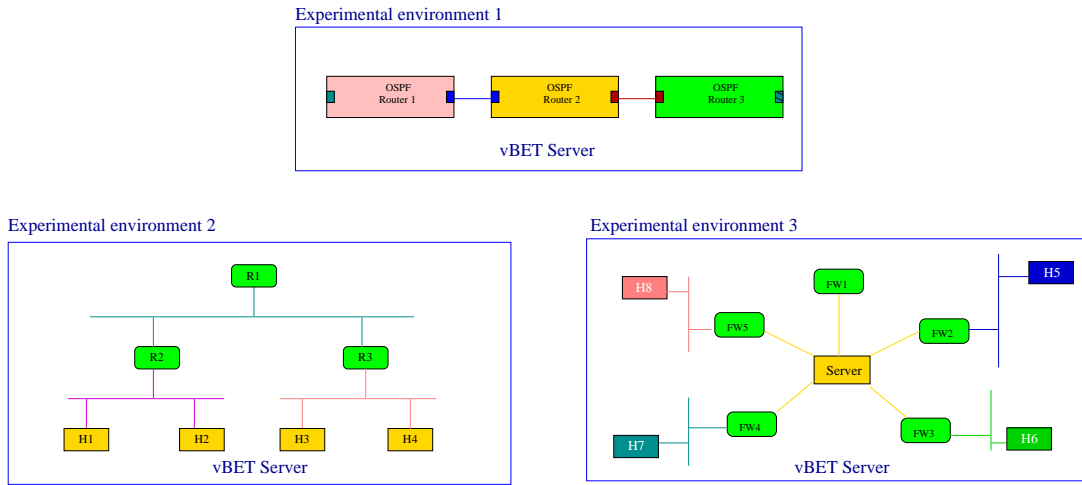 Experimental environment 1
OSPF
Router 1
OSPF
Router 2
OSPF
Router 3
vBET Server
Experimental environment 2
R1
R2
R3
H1
H2
H3
H4
vBET Server
Experimental environment 3
H8
FW1
H5
FW5
FW2
Server
FW4
FW3
H7
H6
vBET Server